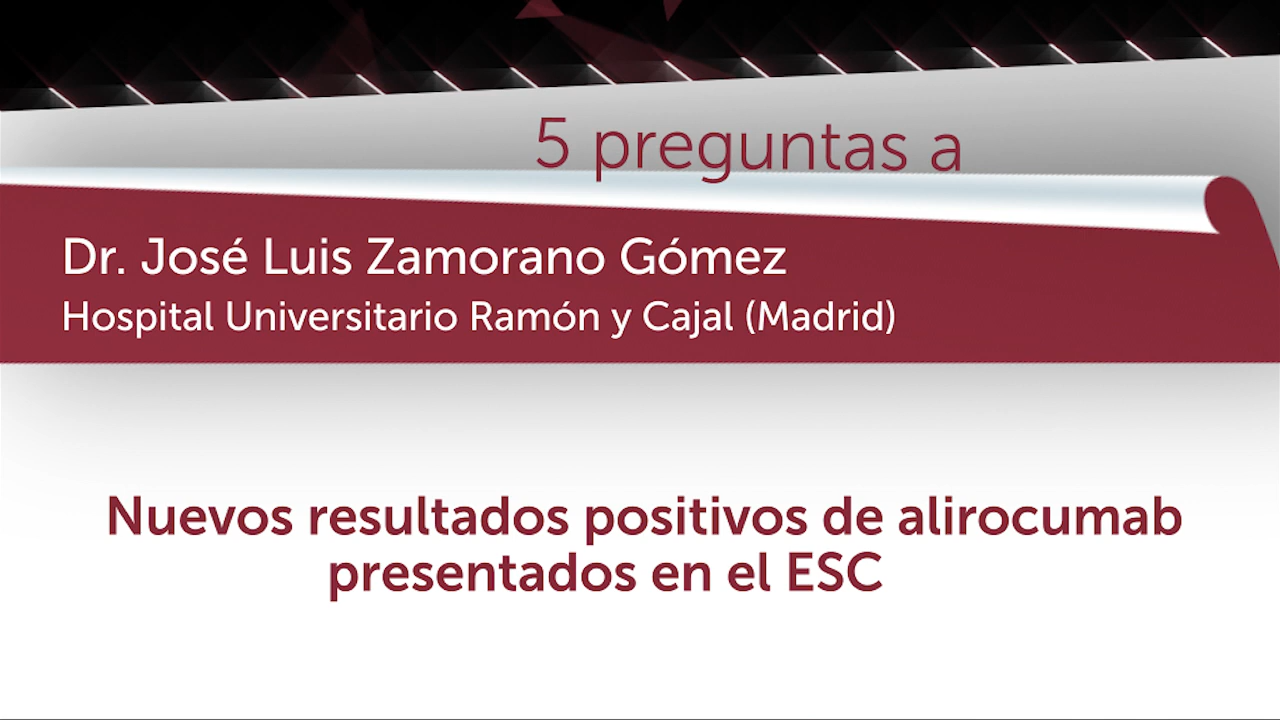 5 preguntas a
Dr. José Luis Zamorano Gómez
Hospital Universitario Ramón y Cajal (Madrid)
Nuevos resultados positivos de alirocumab
presentados en el ESC